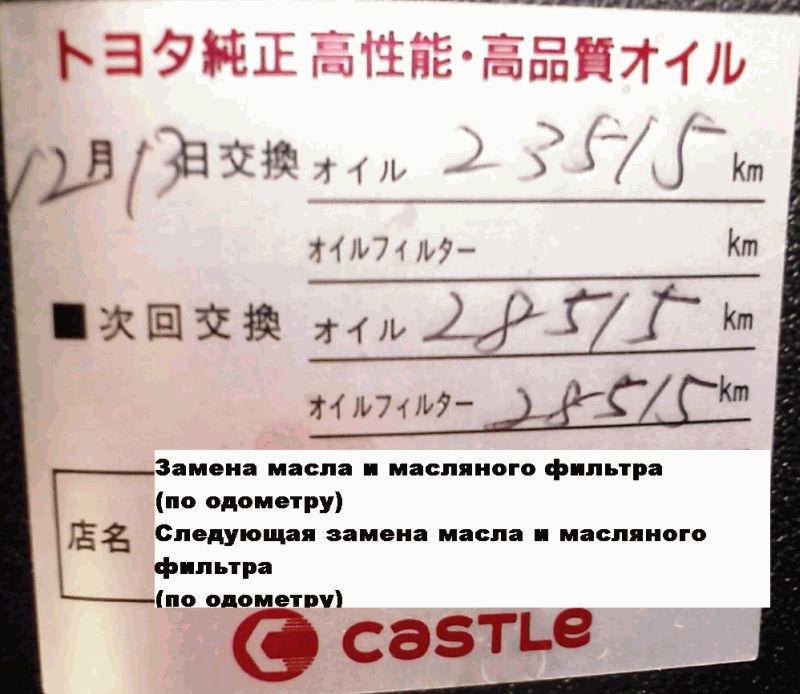 トヨタ純正 高性能・高品質オイル
12月13日交換 オイル 23515 km
オイルフィルター km
■次回交換 オイル 28515 km
オイルフィルター 28515 km
店名
Замена масла и масляного фильтра
(по одометру)
Следующая замена масла и масляного
фильтра
(по одометру)
CASTLE